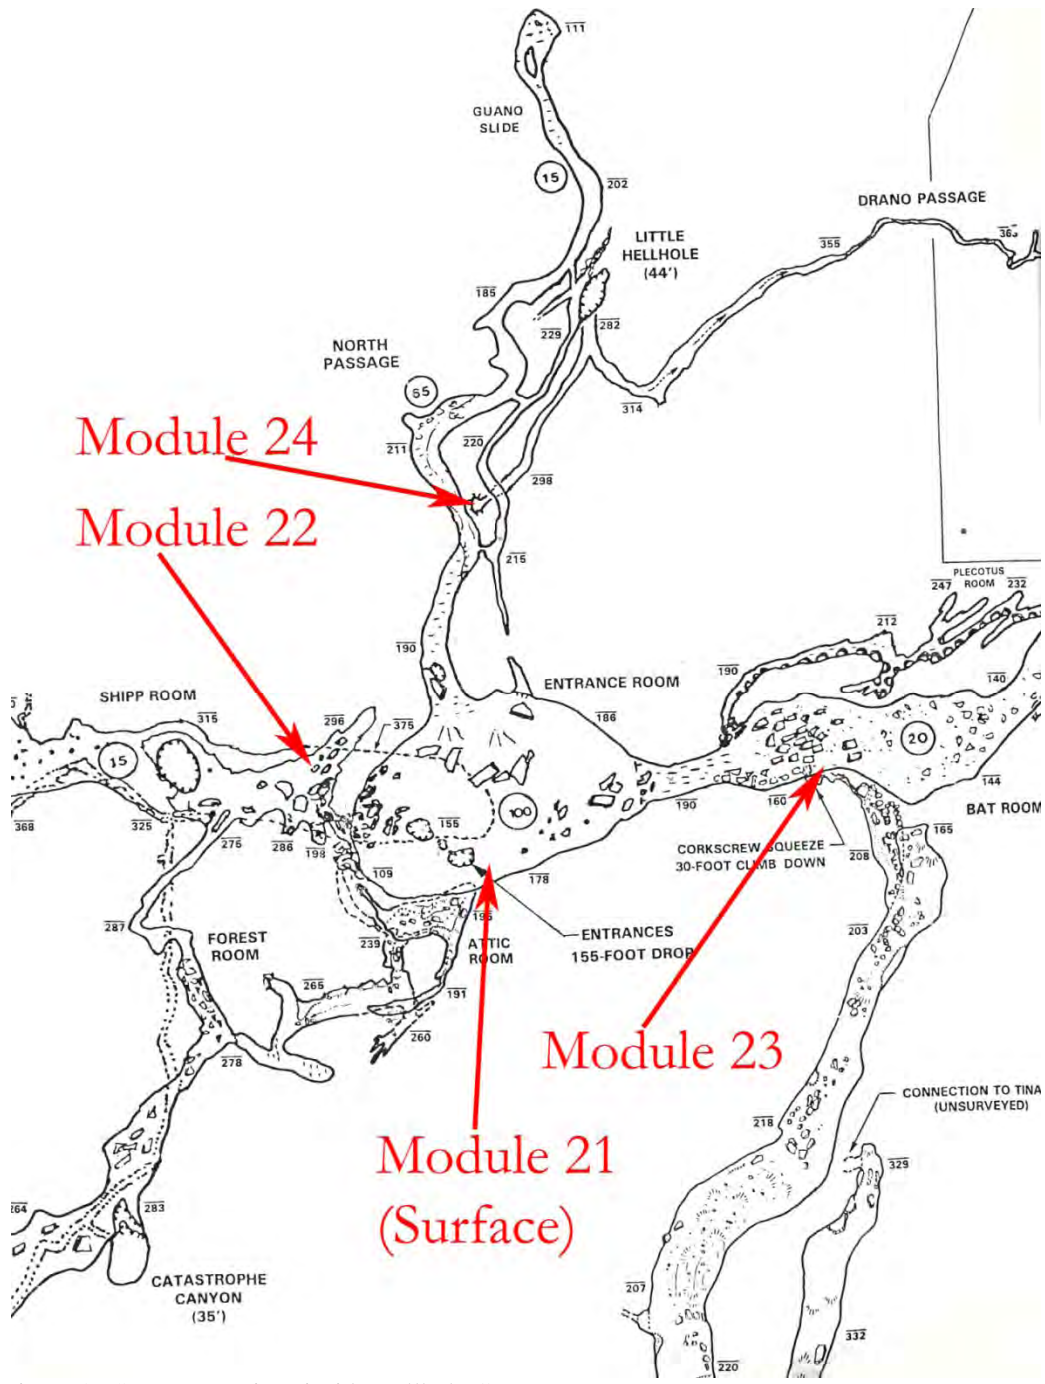 111
GUANO
SLIDE
15
202
DRANO PASSAGE
LITTLE
HELLHOLE
(44')
355
185
229
282
NORTH
PASSAGE
65
314
Module 24
211
220
298
Module 22
215
PLECOTUS
ROOM
247
232
212
190
190
140
SHIPP ROOM
ENTRANCE ROOM
315
296
375
186
15
20
100
155
190
160
144
BAT ROOM
368
325
275
286
198
109
178
CORKSCREW SQUEEZE
30-FOOT CLIMB DOWN
208
165
287
FOREST
ROOM
239
ATTIC
ROOM
ENTRANCES
155-FOOT DROP
203
265
191
260
278
Module 23
CONNECTION TO TINA
(UNSURVEYED)
218
Module 21
(Surface)
329
264
283
CATASTROPHE
CANYON
(35')
207
332
220